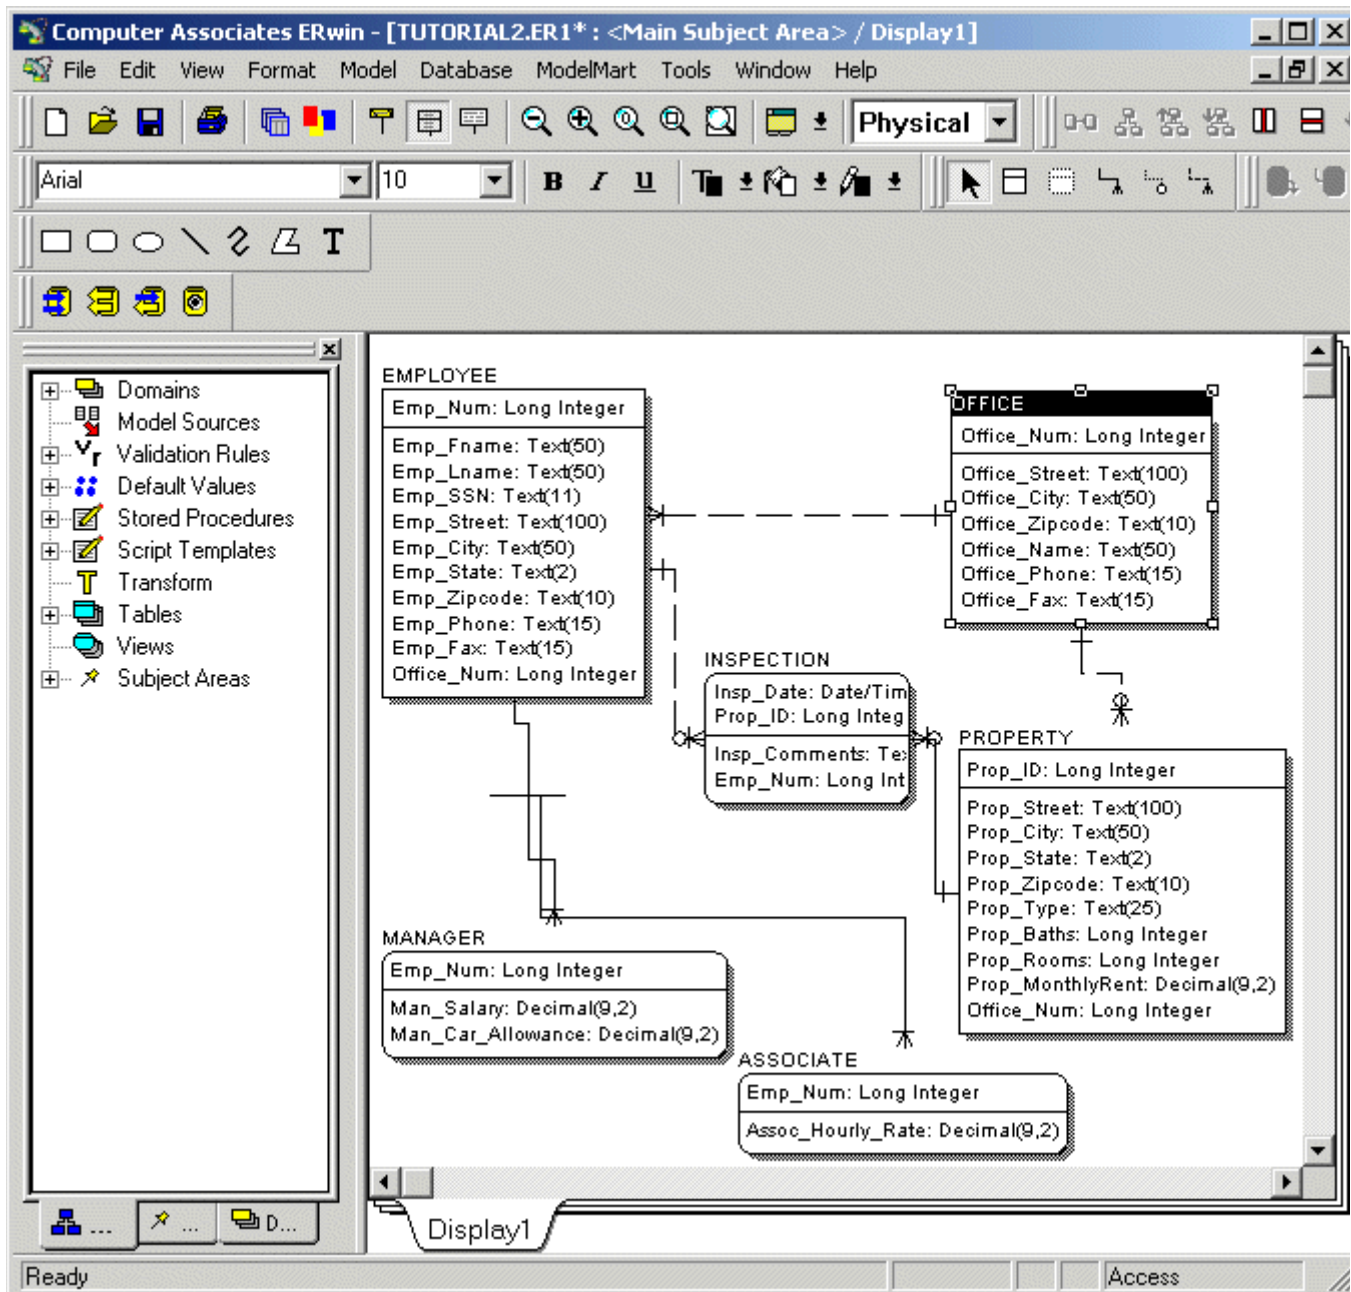 Computer Associates ERwin - [TUTORIAL2.ER1* : <Main Subject Area> / Display1]
File Edit View Format Model Database ModelMart Tools Window Help
Physical
Arial 10 B I U
T
Domains
Model Sources
Validation Rules
Default Values
Stored Procedures
Script Templates
Transform
Tables
Views
Subject Areas
... ... D...
EMPLOYEE
Emp_Num: Long Integer
Emp_Fname: Text(50)
Emp_Lname: Text(50)
Emp_SSN: Text(11)
Emp_Street: Text(100)
Emp_City: Text(50)
Emp_State: Text(2)
Emp_Zipcode: Text(10)
Emp_Phone: Text(15)
Emp_Fax: Text(15)
Office_Num: Long Integer
OFFICE
Office_Num: Long Integer
Office_Street: Text(100)
Office_City: Text(50)
Office_Zipcode: Text(10)
Office_Name: Text(50)
Office_Phone: Text(15)
Office_Fax: Text(15)
INSPECTION
Insp_Date: Date/Tim
Prop_ID: Long Integ
Insp_Comments: Te
Emp_Num: Long Int
PROPERTY
Prop_ID: Long Integer
Prop_Street: Text(100)
Prop_City: Text(50)
Prop_State: Text(2)
Prop_Zipcode: Text(10)
Prop_Type: Text(25)
Prop_Baths: Long Integer
Prop_Rooms: Long Integer
Prop_MonthlyRent: Decimal(9,2)
Office_Num: Long Integer
MANAGER
Emp_Num: Long Integer
Man_Salary: Decimal(9,2)
Man_Car_Allowance: Decimal(9,2)
ASSOCIATE
Emp_Num: Long Integer
Assoc_Hourly_Rate: Decimal(9,2)
Display1
Ready
Access